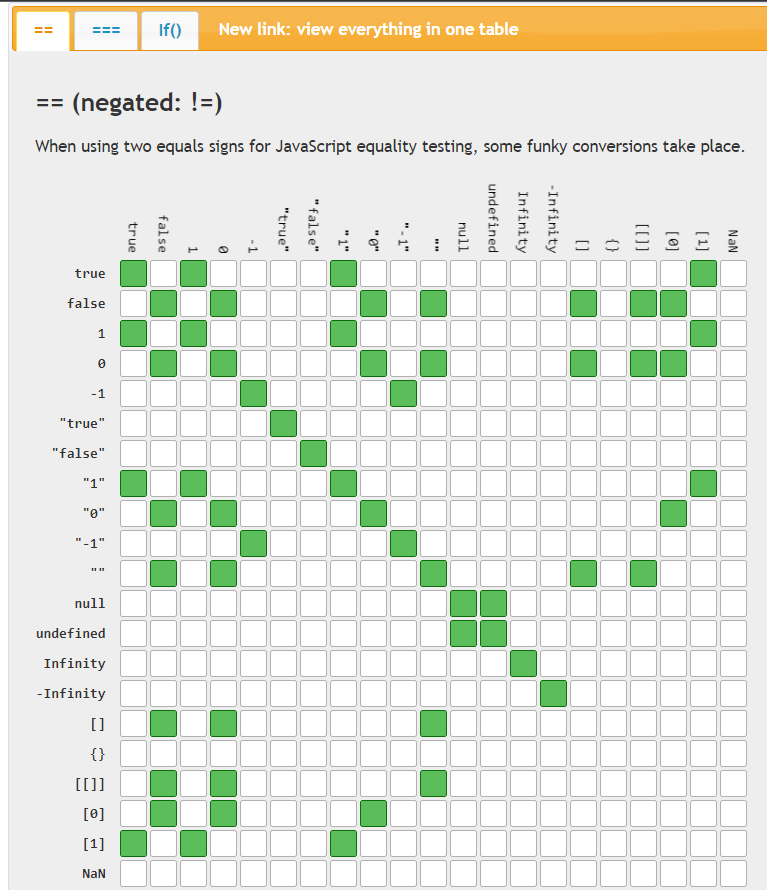 == === If() New link: view everything in one table
== (negated: !=)
When using two equals signs for JavaScript equality testing, some funky conversions take place.
true false 1 0 -1 "true" "false" "1" "0" "-1" "" null undefined Infinity -Infinity [] {} [[]] [0] [1] NaN
true
false
1
0
-1
"true"
"false"
"1"
"0"
"-1"
""
null
undefined
Infinity
-Infinity
[]
{}
[[]]
[0]
[1]
NaN